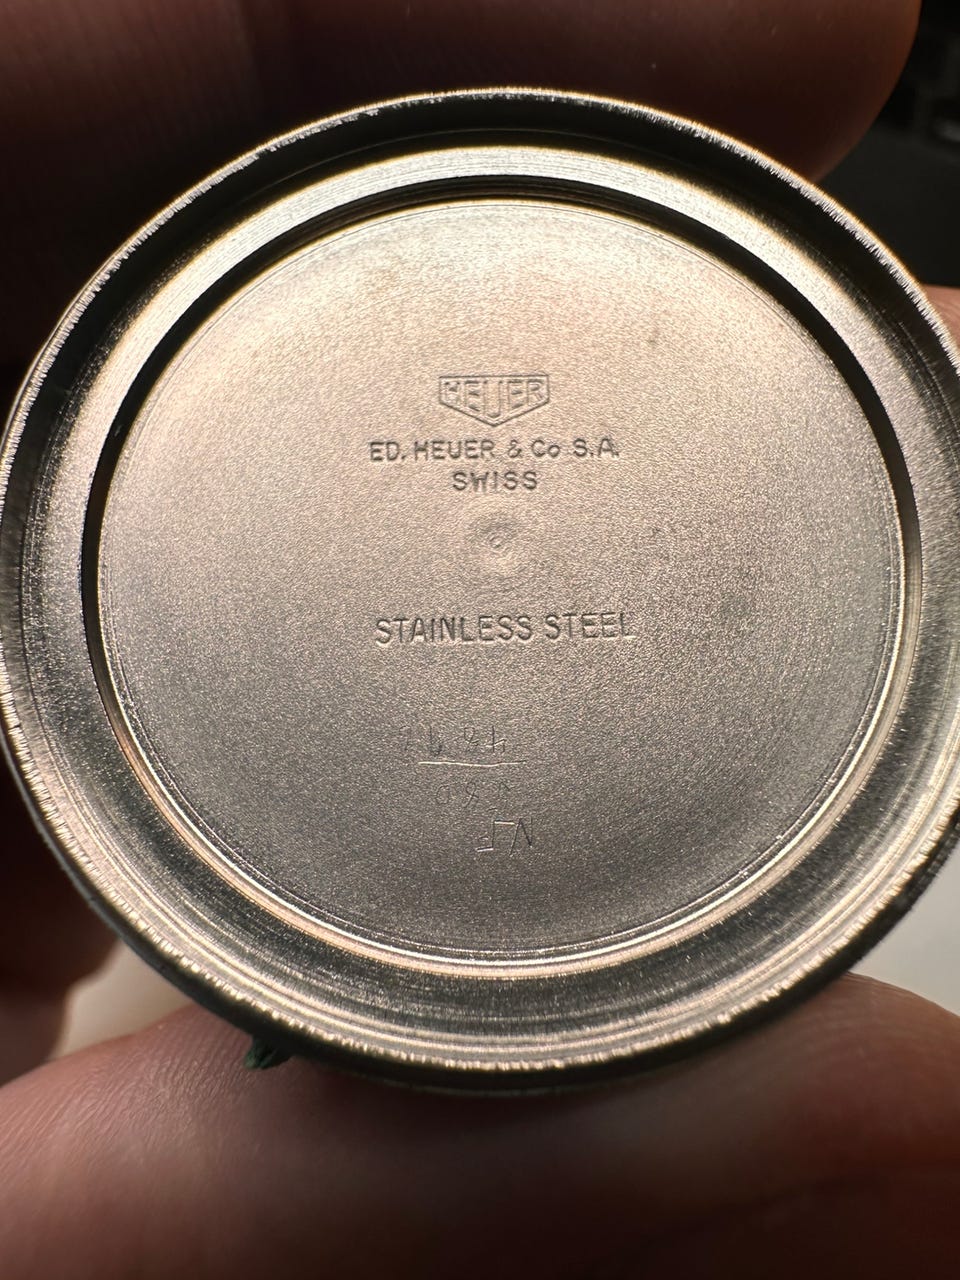 HEUER
ED. HEUER & Co S.A.
SWISS
STAINLESS STEEL